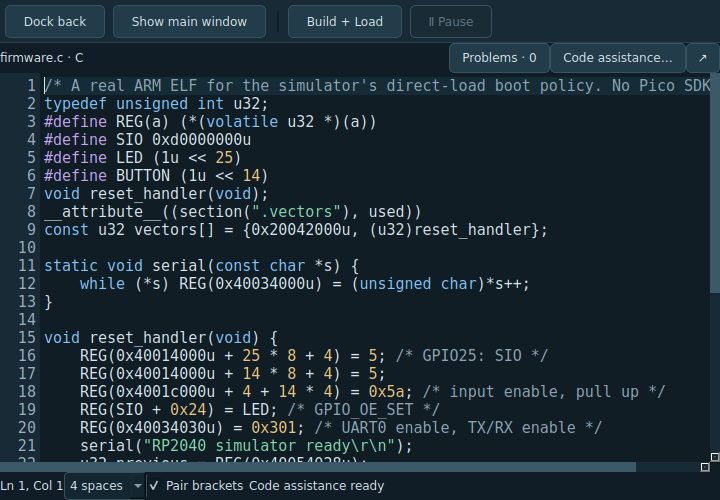 Dock back Show main window Build + Load Ⅱ Pause
firmware.c · C Problems · 0 Code assistance... ↗
1 /* A real ARM ELF for the simulator's direct-load boot policy. No Pico SDK
2 typedef unsigned int u32;
3 #define REG(a) (*(volatile u32 *)(a))
4 #define SIO 0xd0000000u
5 #define LED (1u << 25)
6 #define BUTTON (1u << 14)
7 void reset_handler(void);
8 __attribute__((section(".vectors"), used))
9 const u32 vectors[] = {0x20042000u, (u32)reset_handler};
10
11 static void serial(const char *s) {
12     while (*s) REG(0x40034000u) = (unsigned char)*s++;
13 }
14
15 void reset_handler(void) {
16     REG(0x40014000u + 25 * 8 + 4) = 5; /* GPIO25: SIO */
17     REG(0x40014000u + 14 * 8 + 4) = 5;
18     REG(0x4001c000u + 4 + 14 * 4) = 0x5a; /* input enable, pull up */
19     REG(SIO + 0x24) = LED; /* GPIO_OE_SET */
20     REG(0x40034030u) = 0x301; /* UART0 enable, TX/RX enable */
21     serial("RP2040 simulator ready\r\n");
Ln 1, Col 1 4 spaces ✓ Pair brackets Code assistance ready